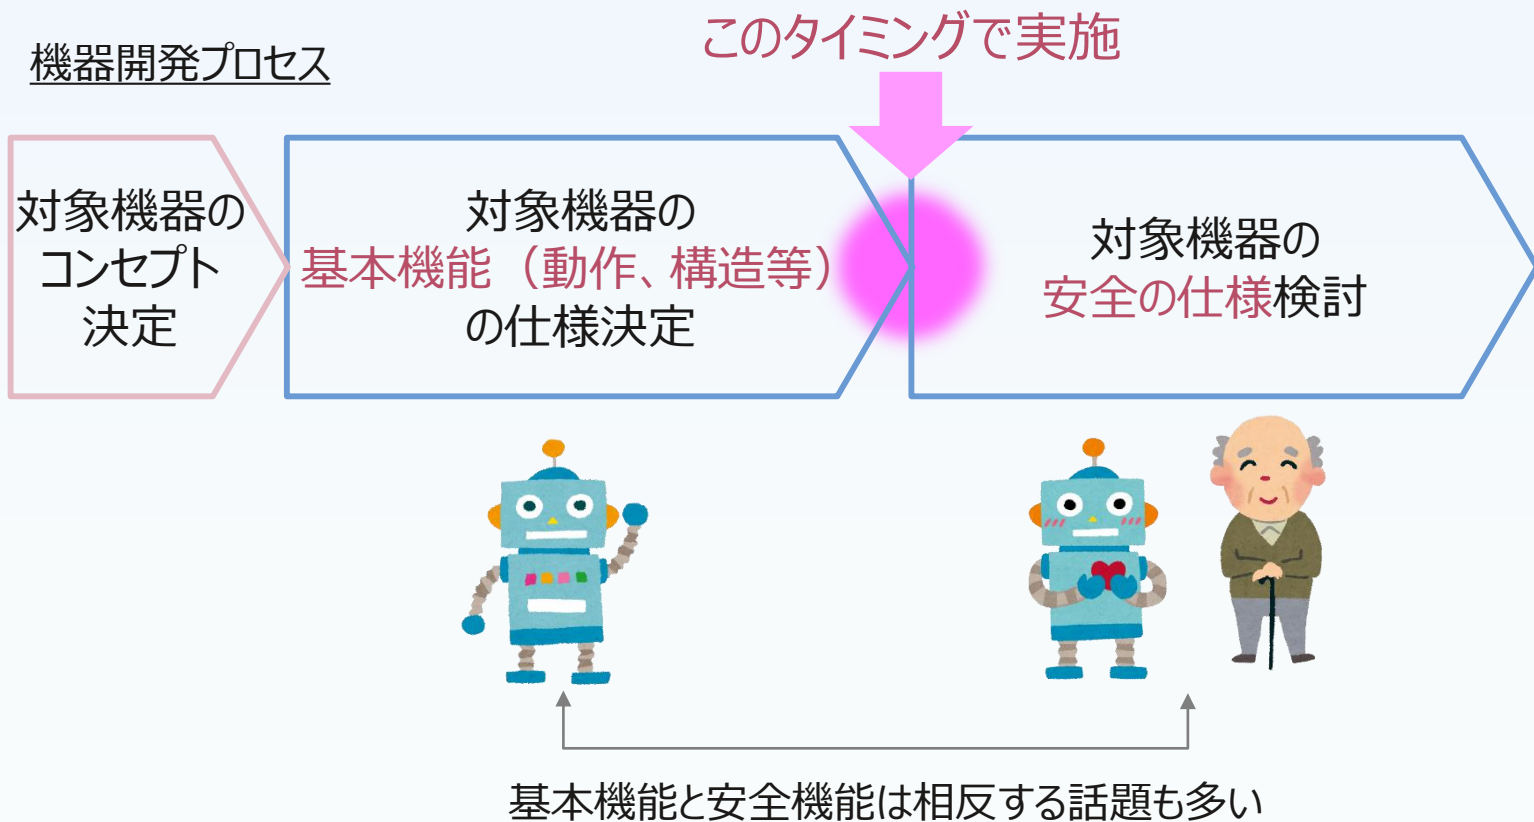 このタイミングで実施
機器開発プロセス
対象機器の
コンセプト
決定
対象機器の
基本機能（動作、構造等）
の仕様決定
対象機器の
安全の仕様検討
基本機能と安全機能は相反する話題も多い